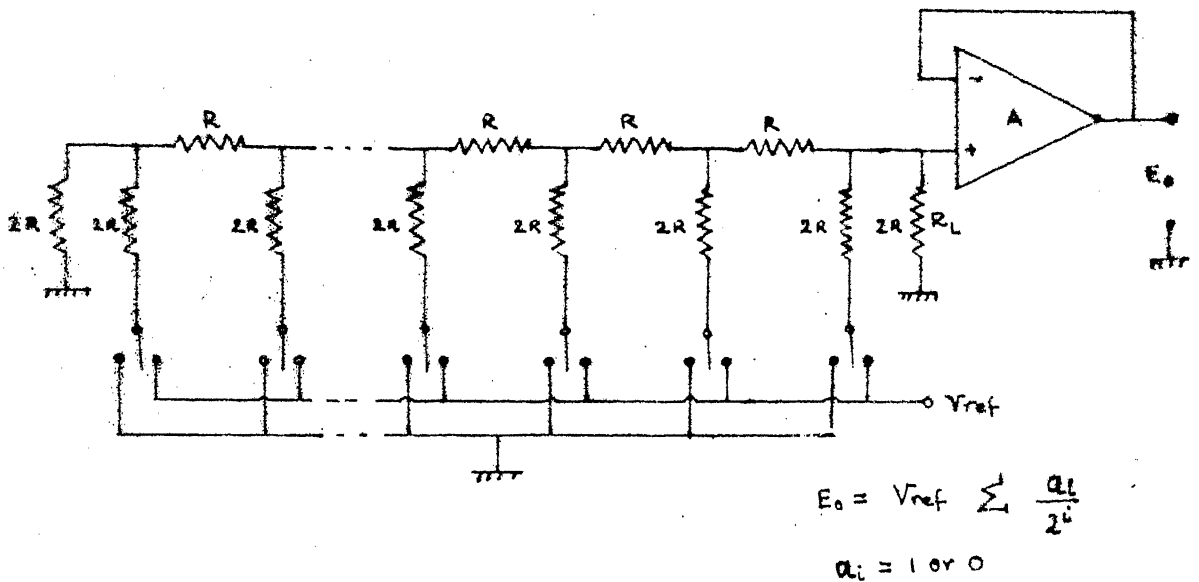 R R R R
A
-
+
E₀
2R 2R 2R 2R 2R 2R 2R 2R R_L
Vref
E₀ = Vref Σ aᵢ / 2ⁱ
aᵢ = 1 or 0